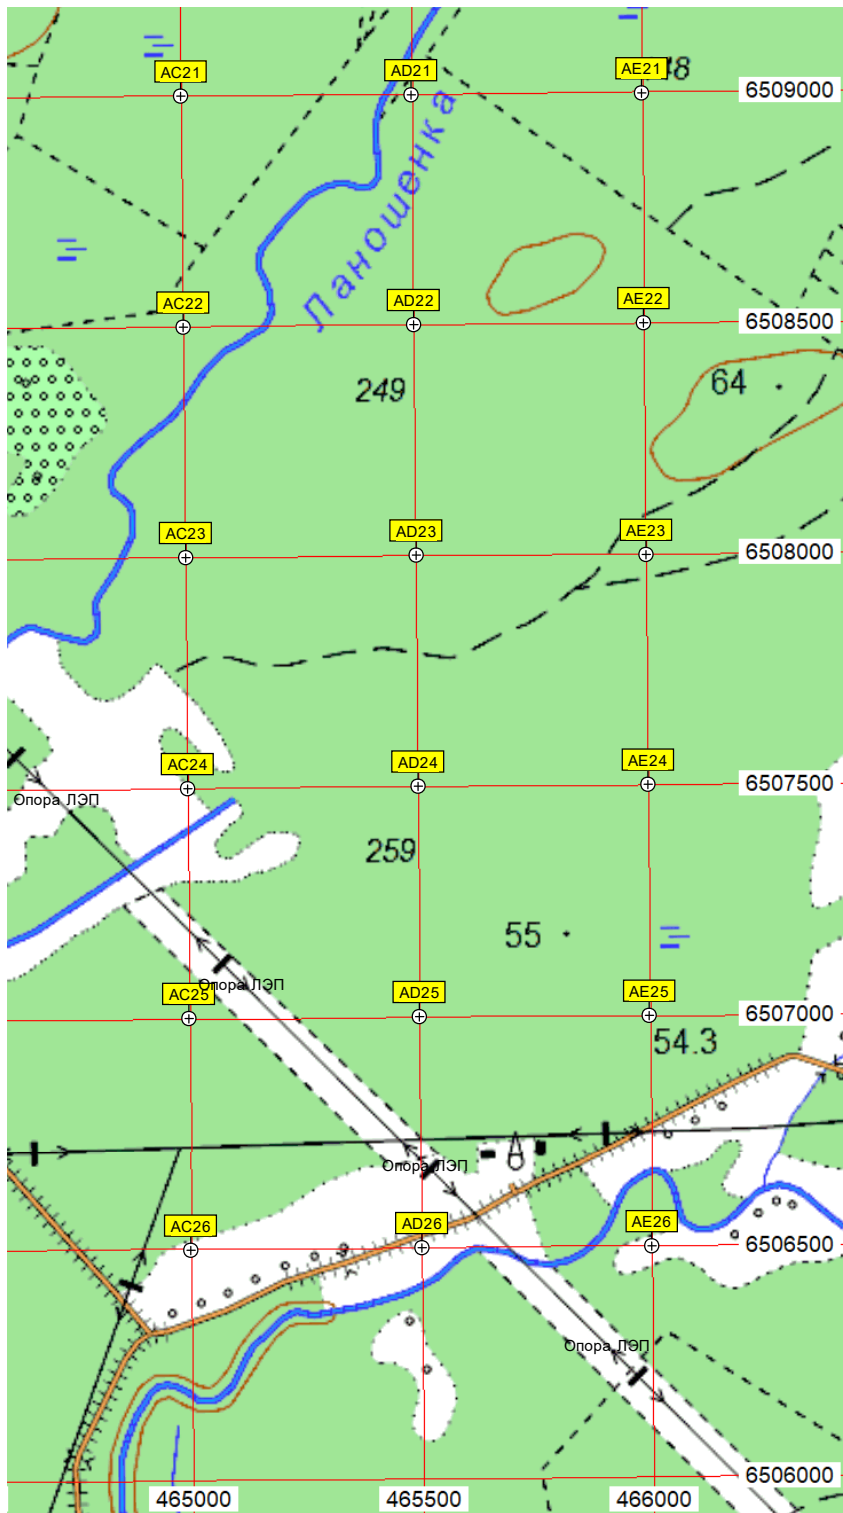 AC21
AD21
AE21
8
6509000
Ланошенка
AC22
AD22
AE22
6508500
249
64
AC23
AD23
AE23
6508000
AC24
AD24
AE24
6507500
Опора ЛЭП
259
55
Опора ЛЭП
AC25
AD25
AE25
6507000
54.3
Опора ЛЭП
AC26
AD26
AE26
6506500
Опора ЛЭП
6506000
465000
465500
466000